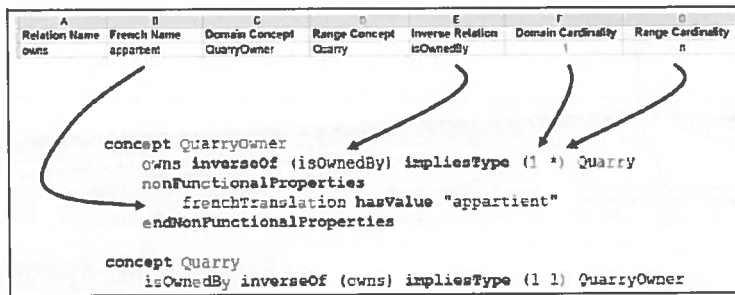 A B C D E F G
Relation Name French Name Domain Concept Range Concept Inverse Relation Domain Cardinality Range Cardinality
owns appartient QuarryOwner Quarry isOwnedBy 1 n
concept QuarryOwner
owns inverseOf (isOwnedBy) impliesType (1 *) Quarry
nonFunctionalProperties
frenchTranslation hasValue "appartient"
endNonFunctionalProperties
concept Quarry
isOwnedBy inverseOf (owns) impliesType (1 1) QuarryOwner